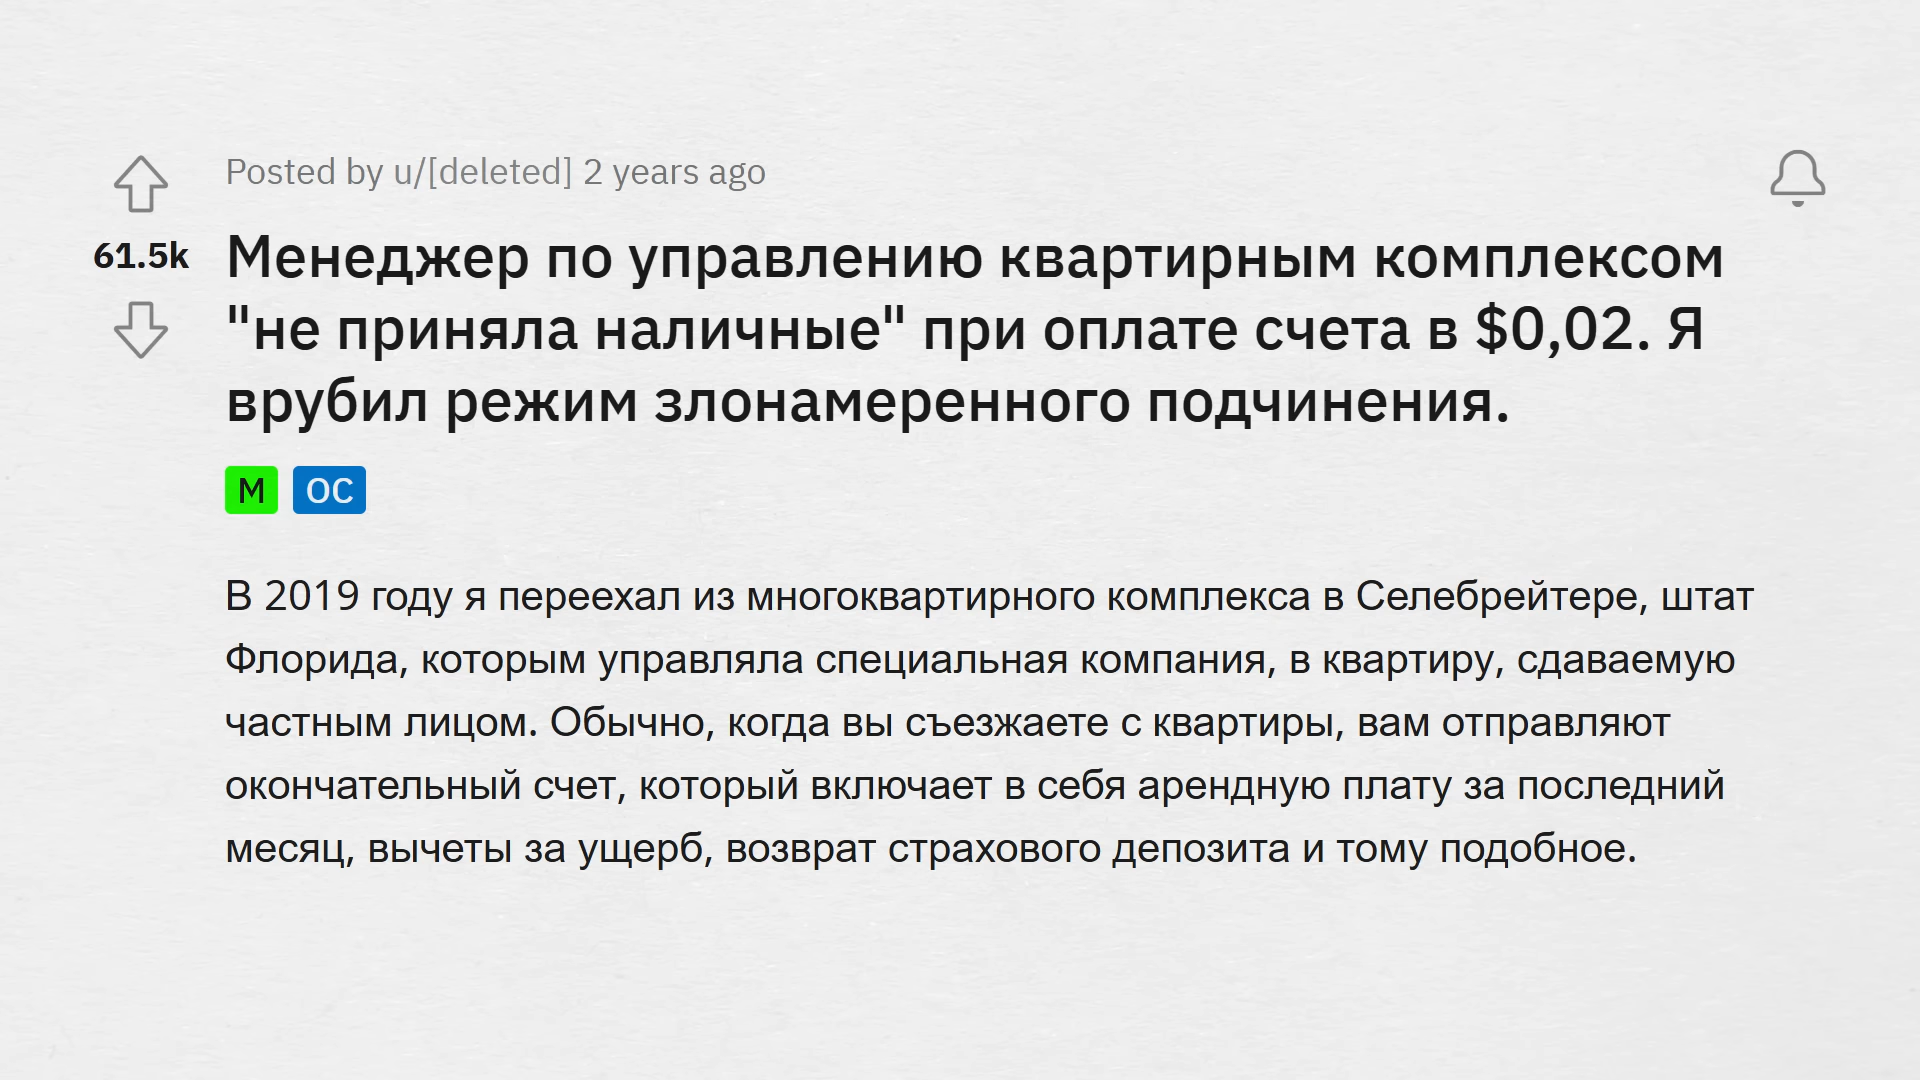 Posted by u/[deleted] 2 years ago
61.5k
Менеджер по управлению квартирным комплексом
"не приняла наличные" при оплате счета в $0,02. Я
врубил режим злонамеренного подчинения.
M OC
В 2019 году я переехал из многоквартирного комплекса в Селебрейтере, штат
Флорида, которым управляла специальная компания, в квартиру, сдаваемую
частным лицом. Обычно, когда вы съезжаете с квартиры, вам отправляют
окончательный счет, который включает в себя арендную плату за последний
месяц, вычеты за ущерб, возврат страхового депозита и тому подобное.